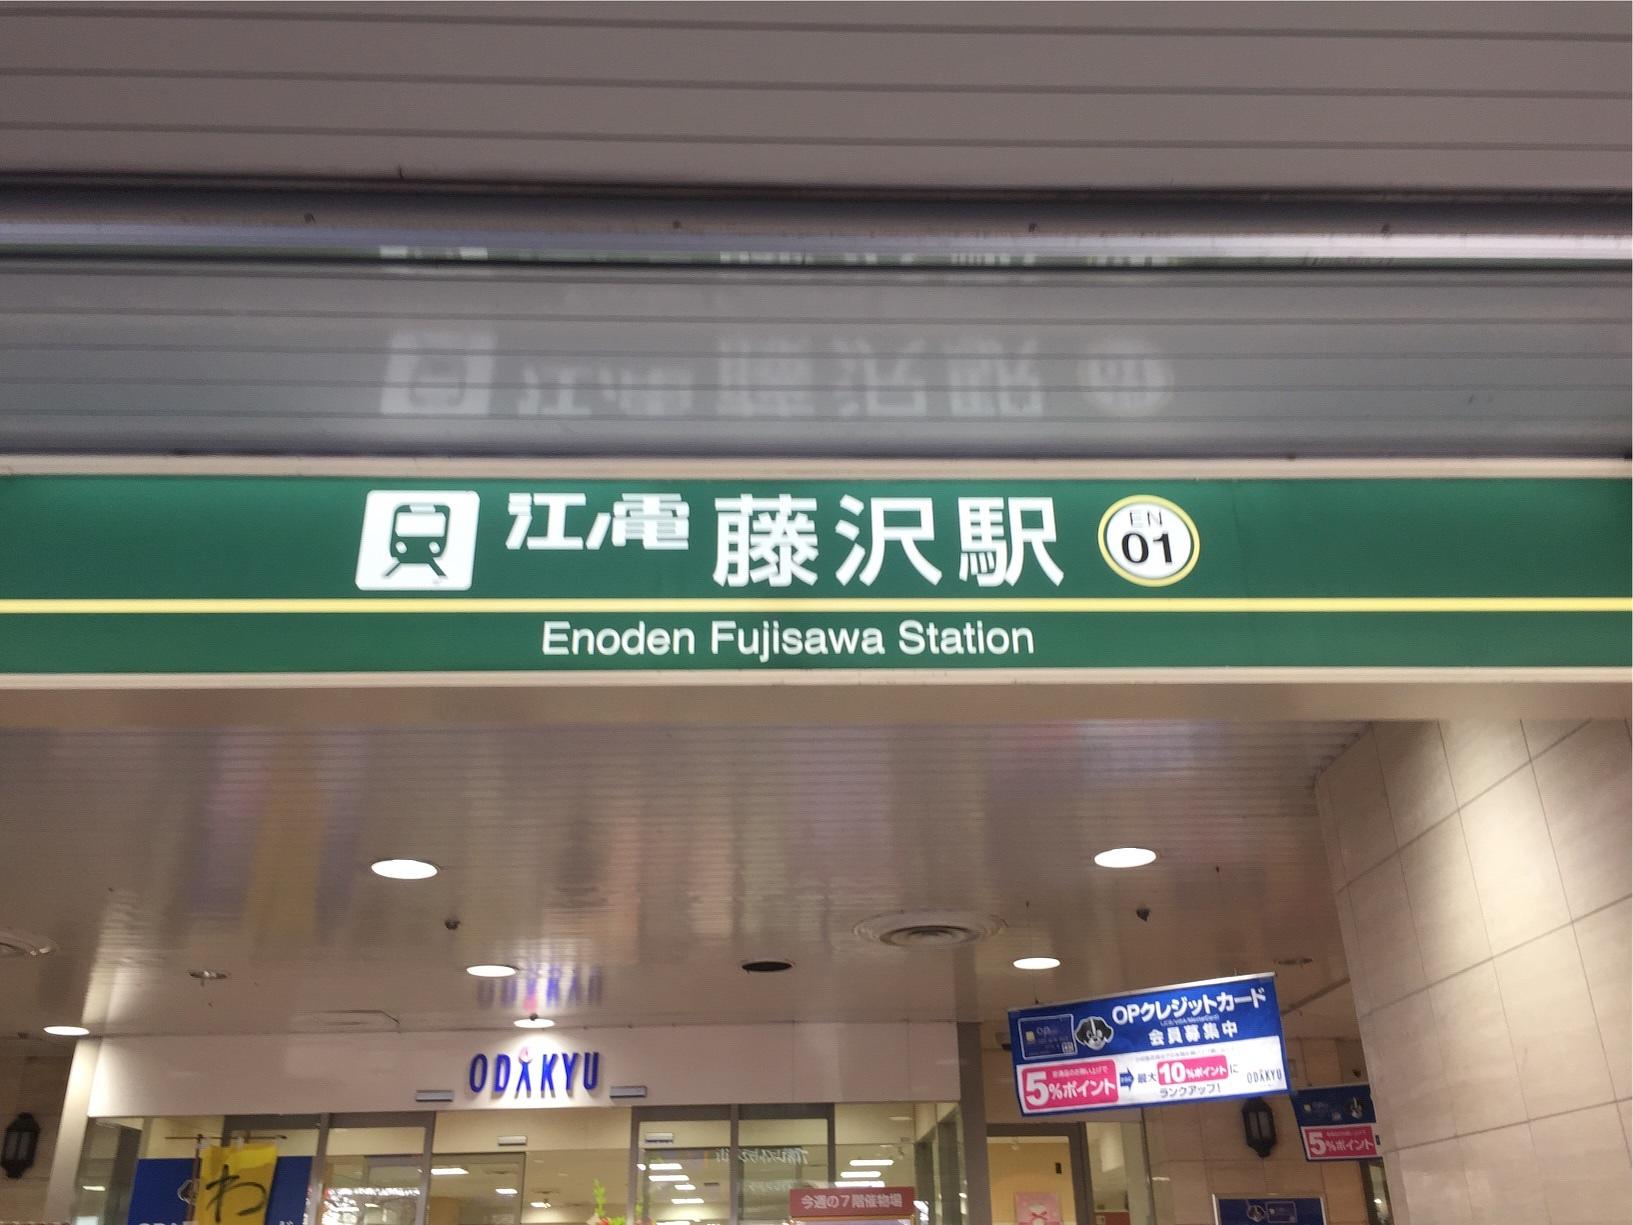 江ノ電 藤沢駅 EN 01
Enoden Fujisawa Station
ODAKYU
OPクレジットカード
会員募集中
5%ポイント 最大10%ポイントに
ランクアップ!
ODAKYU
5%ポイント
わ
今週の7階催物場